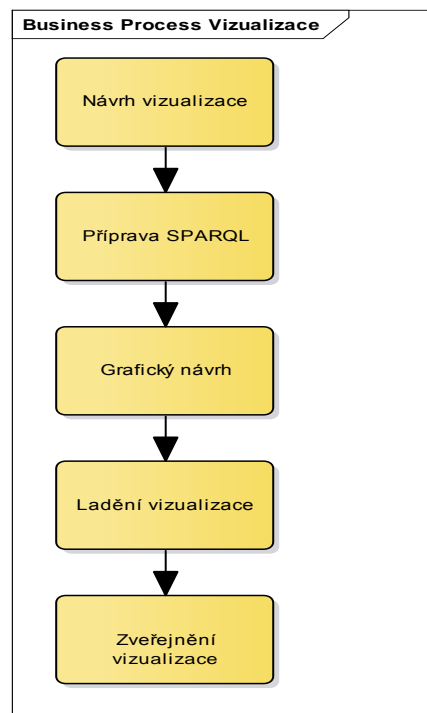 Business Process Vizualizace
Návrh vizualizace
Příprava SPARQL
Grafický návrh
Ladění vizualizace
Zveřejnění
vizualizace